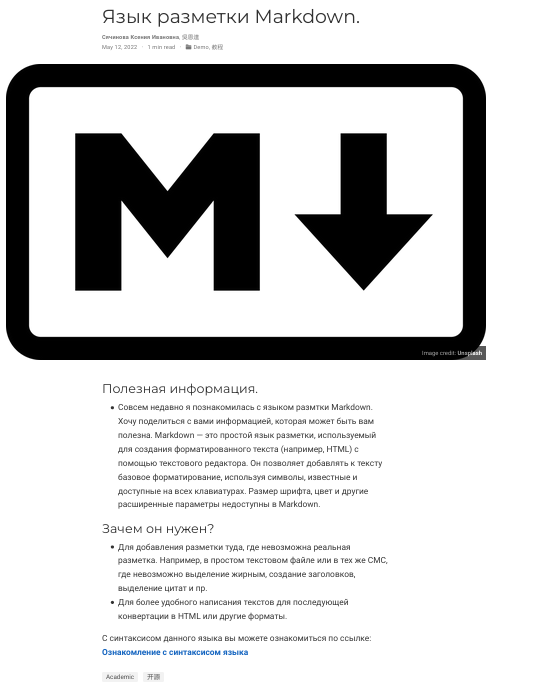 Язык разметки Markdown.
Сячинова Ксения Ивановна, 吳恩達
May 12, 2022 · 1 min read · Demo, 教程
Image credit: Unsplash
Полезная информация.
• Совсем недавно я познакомилась с языком размтки Markdown.
Хочу поделиться с вами информацией, которая может быть вам
полезна. Markdown — это простой язык разметки, используемый
для создания форматированного текста (например, HTML) с
помощью текстового редактора. Он позволяет добавлять к тексту
базовое форматирование, используя символы, известные и
доступные на всех клавиатурах. Размер шрифта, цвет и другие
расширенные параметры недоступны в Markdown.
Зачем он нужен?
• Для добавления разметки туда, где невозможна реальная
разметка. Например, в простом текстовом файле или в тех же СМС,
где невозможно выделение жирным, создание заголовков,
выделение цитат и пр.
• Для более удобного написания текстов для последующей
конвертации в HTML или другие форматы.
С синтаксисом данного языка вы можете ознакомиться по ссылке:
Ознакомление с синтаксисом языка
Academic 开源